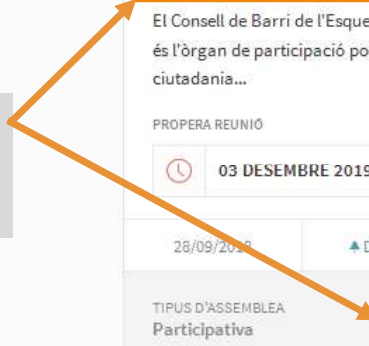 El Consell de Barri de l'Esque
és l'òrgan de participació po
ciutadania...
PROPERA REUNIÓ
03 DESEMBRE 2019
28/09/
TIPUS D'ASSEMBLEA
Participativa